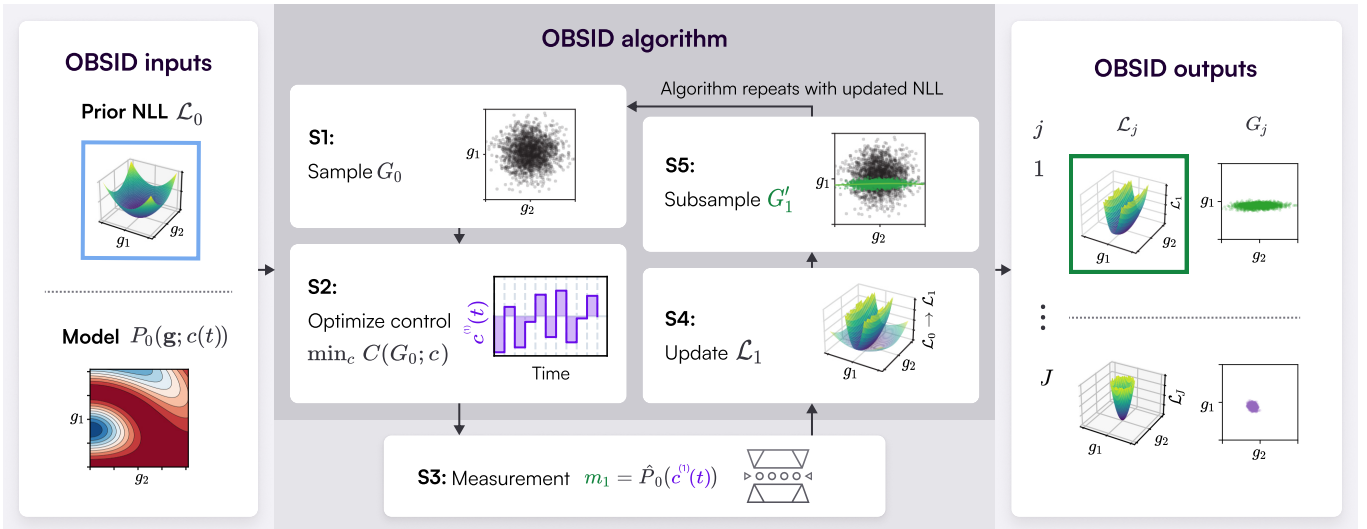 OBSID inputs
Prior NLL ℒ₀
g₁
g₂
Model P₀(g; c(t))
g₁
g₂
OBSID algorithm
Algorithm repeats with updated NLL
S1:
Sample G₀
g₁
g₂
S2:
Optimize control
min_c C(G₀; c)
c⁽¹⁾(t)
Time
S3: Measurement m₁ = P̂₀(c⁽¹⁾(t))
S4:
Update ℒ₁
g₁
g₂
ℒ₀ → ℒ₁
S5:
Subsample G′₁
g₁
g₂
OBSID outputs
j ℒⱼ Gⱼ
1
g₁
g₂
ℒ₁
g₁
g₂
⋮
J
g₁
g₂
ℒ_J
g₁
g₂